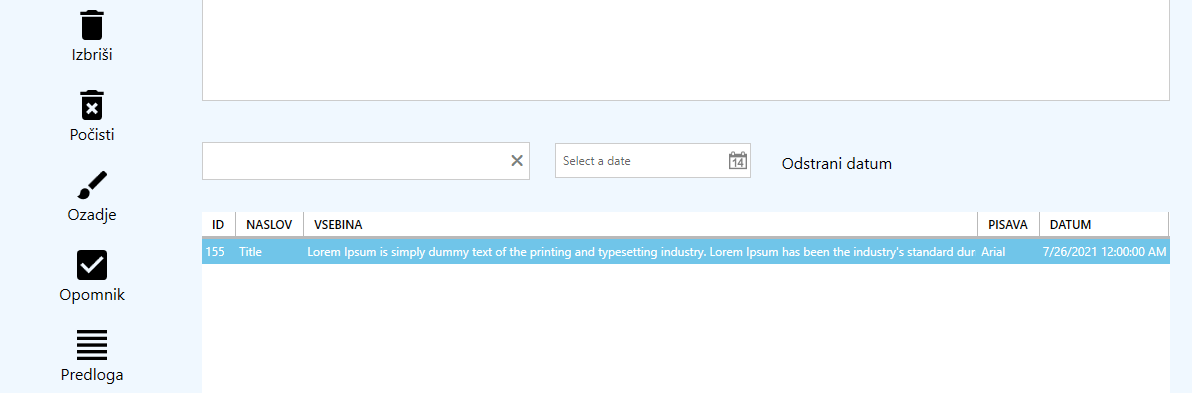 Izbriši
Počisti
Select a date
14
Odstrani datum
Ozadje
ID NASLOV VSEBINA PISAVA DATUM
155 Title Lorem Ipsum is simply dummy text of the printing and typesetting industry. Lorem Ipsum has been the industry's standard dur Arial 7/26/2021 12:00:00 AM
Opomnik
Predloga